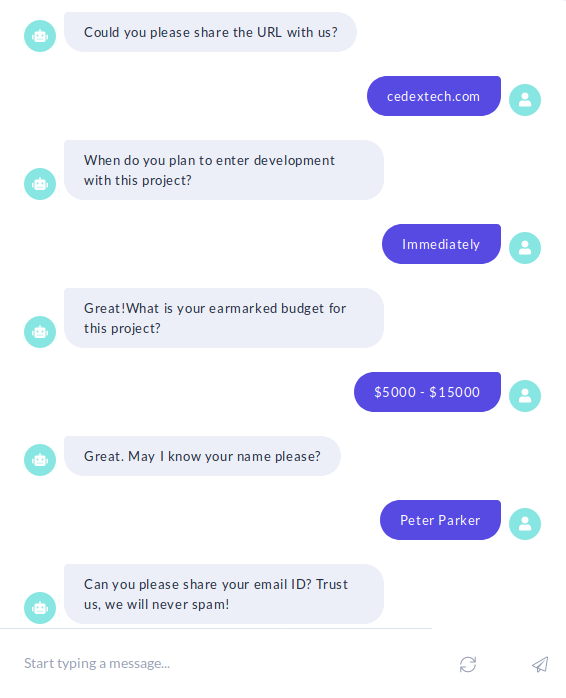 Could you please share the URL with us?
cedextech.com
When do you plan to enter development
with this project?
Immediately
Great!What is your earmarked budget for
this project?
$5000 - $15000
Great. May I know your name please?
Peter Parker
Can you please share your email ID? Trust
us, we will never spam!
Start typing a message...